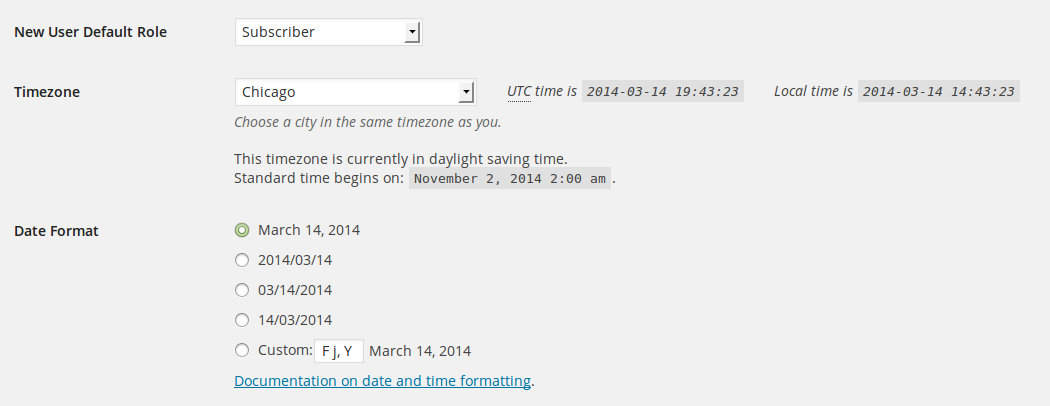 New User Default Role Subscriber
Timezone Chicago UTC time is 2014-03-14 19:43:23 Local time is 2014-03-14 14:43:23
Choose a city in the same timezone as you.
This timezone is currently in daylight saving time.
Standard time begins on: November 2, 2014 2:00 am .
Date Format March 14, 2014
2014/03/14
03/14/2014
14/03/2014
Custom: F j, Y March 14, 2014
Documentation on date and time formatting.